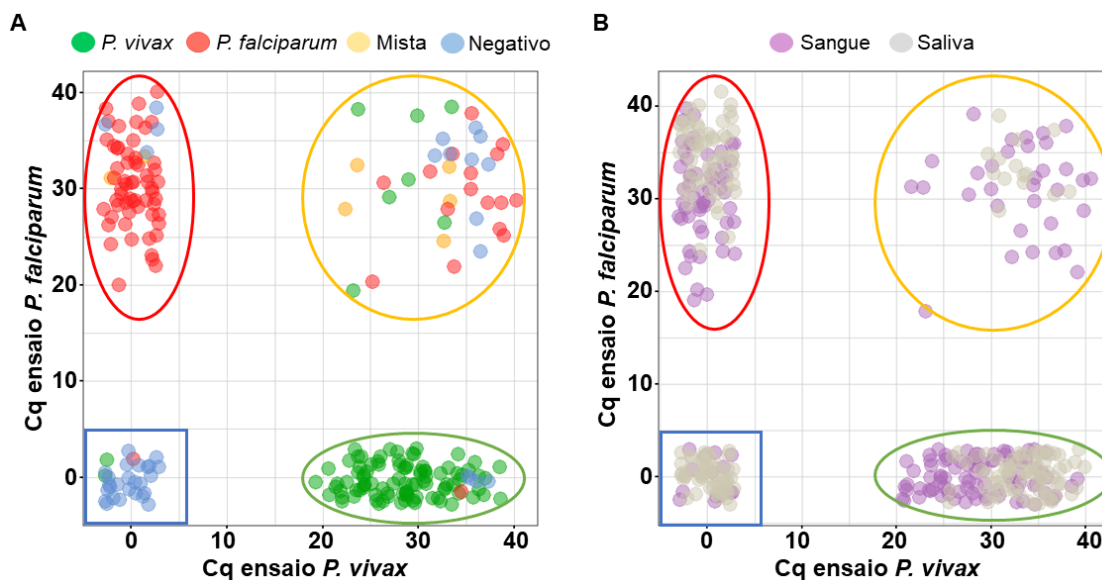 A
P. vivax P. falciparum Mista Negativo
Cq ensaio P. falciparum
40
30
20
10
0
0 10 20 30 40
Cq ensaio P. vivax
B
Sangue Saliva
Cq ensaio P. falciparum
40
30
20
10
0
0 10 20 30 40
Cq ensaio P. vivax